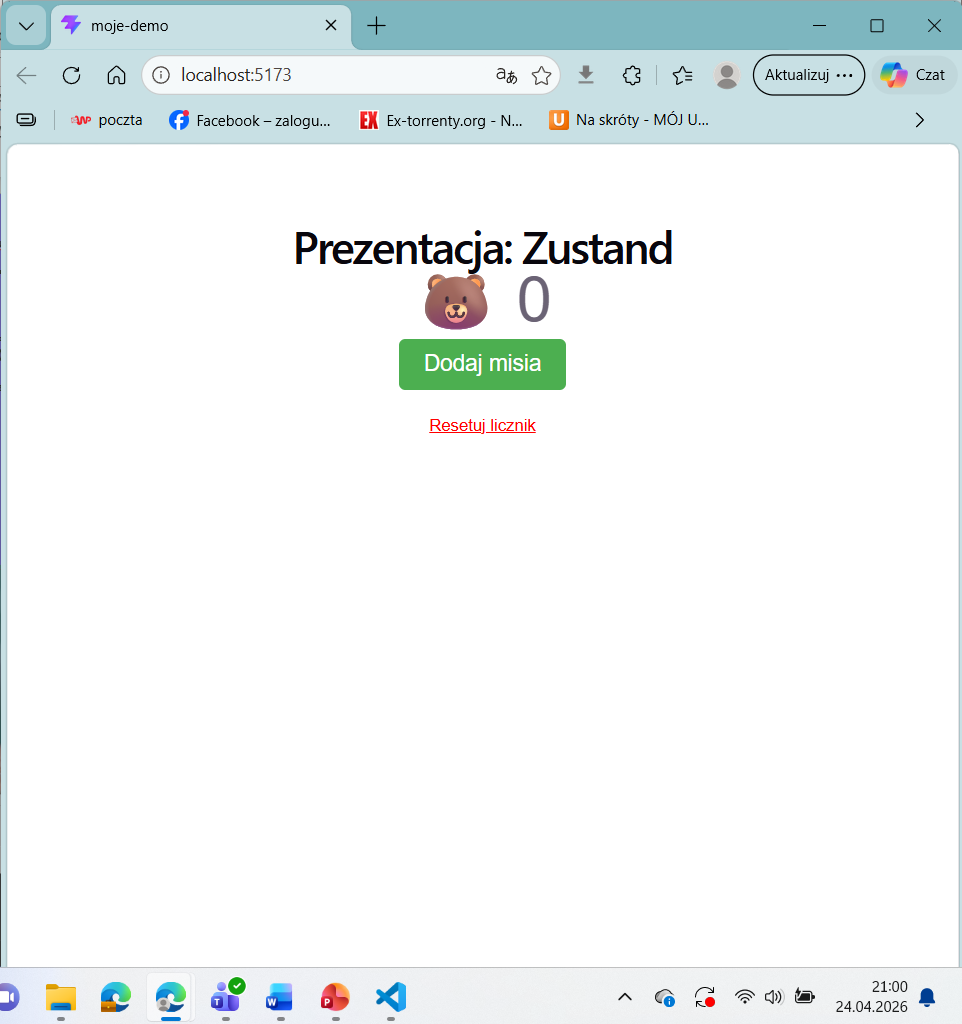 moje-demo
localhost:5173
Aktualizuj
Czat
poczta
Facebook – zalogu...
Ex-torrenty.org - N...
Na skróty - MÓJ U...
Prezentacja: Zustand
0
Dodaj misia
Resetuj licznik
21:00
24.04.2026